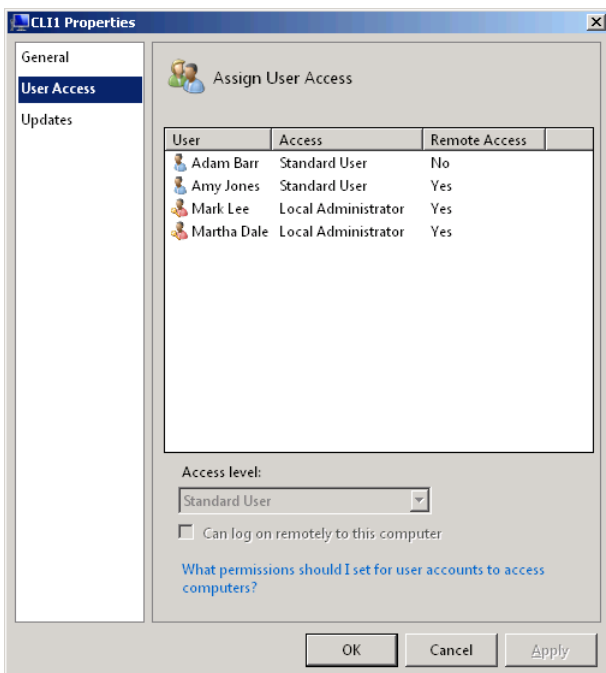 CLI1 Properties
General
User Access
Updates
Assign User Access
User Access Remote Access
Adam Barr Standard User No
Amy Jones Standard User Yes
Mark Lee Local Administrator Yes
Martha Dale Local Administrator Yes
Access level:
Standard User
Can log on remotely to this computer
What permissions should I set for user accounts to access
computers?
OK Cancel Apply